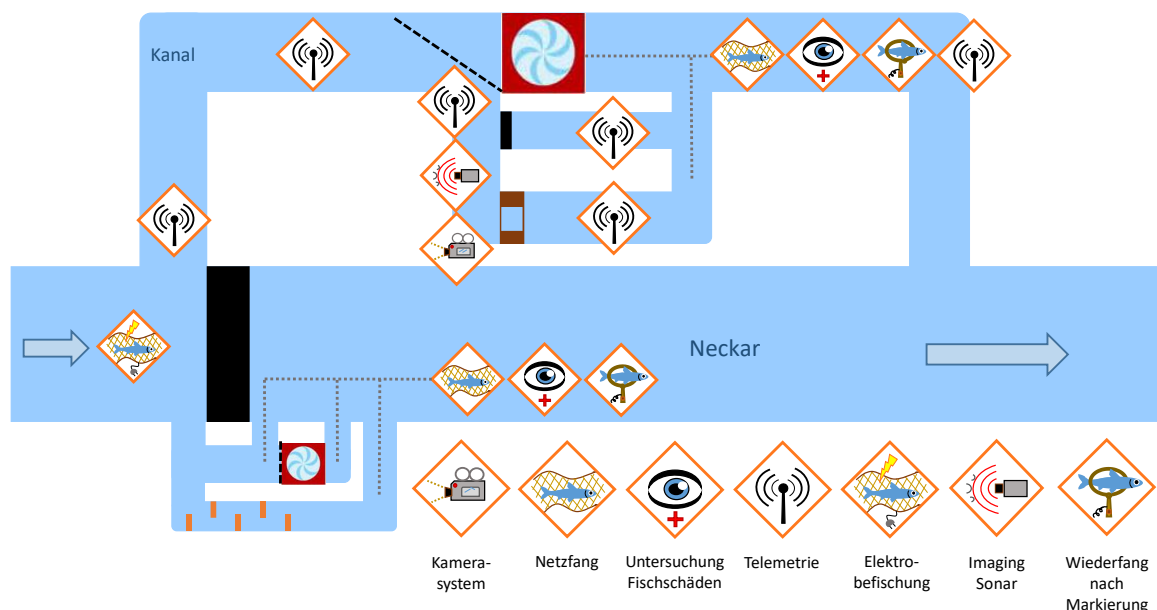 Kanal
Neckar
Kamera-
system
Netzfang
Untersuchung
Fischschäden
Telemetrie
Elektro-
befischung
Imaging
Sonar
Wiederfang
nach
Markierung